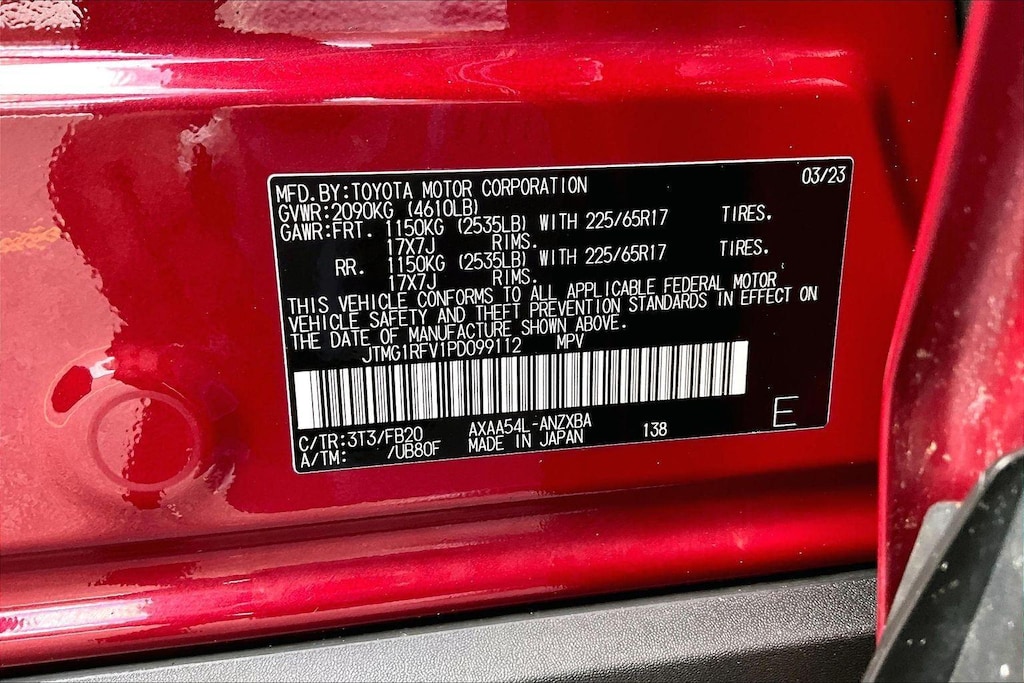 MFD.BY:TOYOTA MOTOR CORPORATION 03/23
GVWR:2090KG (4610LB)
GAWR:FRT. 1150KG (2535LB) WITH 225/65R17 TIRES.
17X7J RIMS.
RR. 1150KG (2535LB) WITH 225/65R17 TIRES.
17X7J RIMS.
THIS VEHICLE CONFORMS TO ALL APPLICABLE FEDERAL MOTOR
VEHICLE SAFETY AND THEFT PREVENTION STANDARDS IN EFFECT ON
THE DATE OF MANUFACTURE SHOWN ABOVE.
JTMG1RFV1PD099112 MPV
C/TR:3T3/FB20 AXAA54L-ANZXBA 138 E
A/TM: /UB80F MADE IN JAPAN